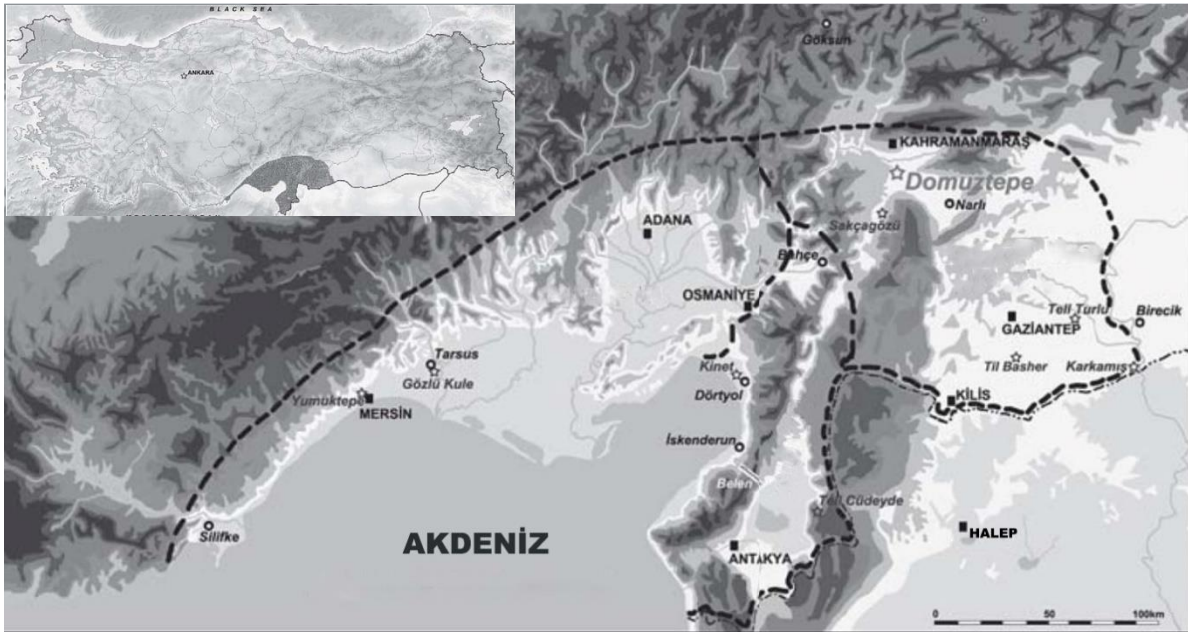 BLACK SEA
ANKARA
Göksun
KAHRAMANMARAŞ
Domuztepe
Narlı
Sakçagözü
ADANA
Bahçe
OSMANİYE
Tell Turlu
Birecik
GAZİANTEP
Tarsus
Gözlü Kule
Kinet
Til Basher
Karkamış
Yumuktepe
MERSİN
Dörtyol
KİLİS
İskenderun
Belen
Tell Cüdeyde
Silifke
AKDENİZ
HALEP
ANTAKYA
0 50 100km